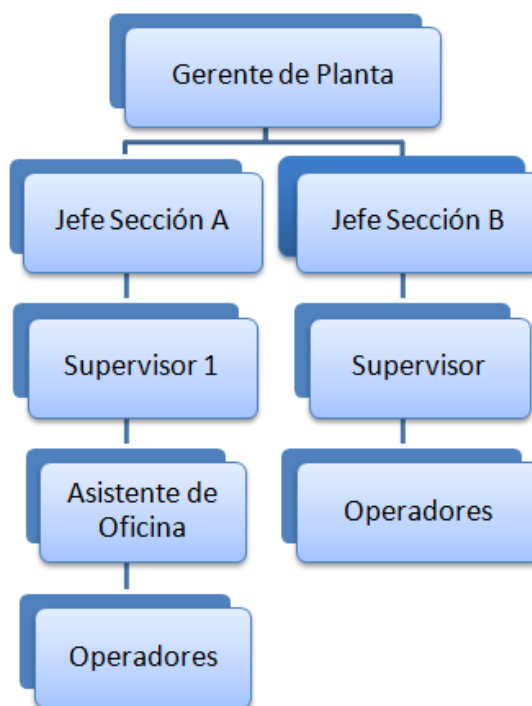 Gerente de Planta
Jefe Sección A
Jefe Sección B
Supervisor 1
Supervisor
Asistente de
Oficina
Operadores
Operadores